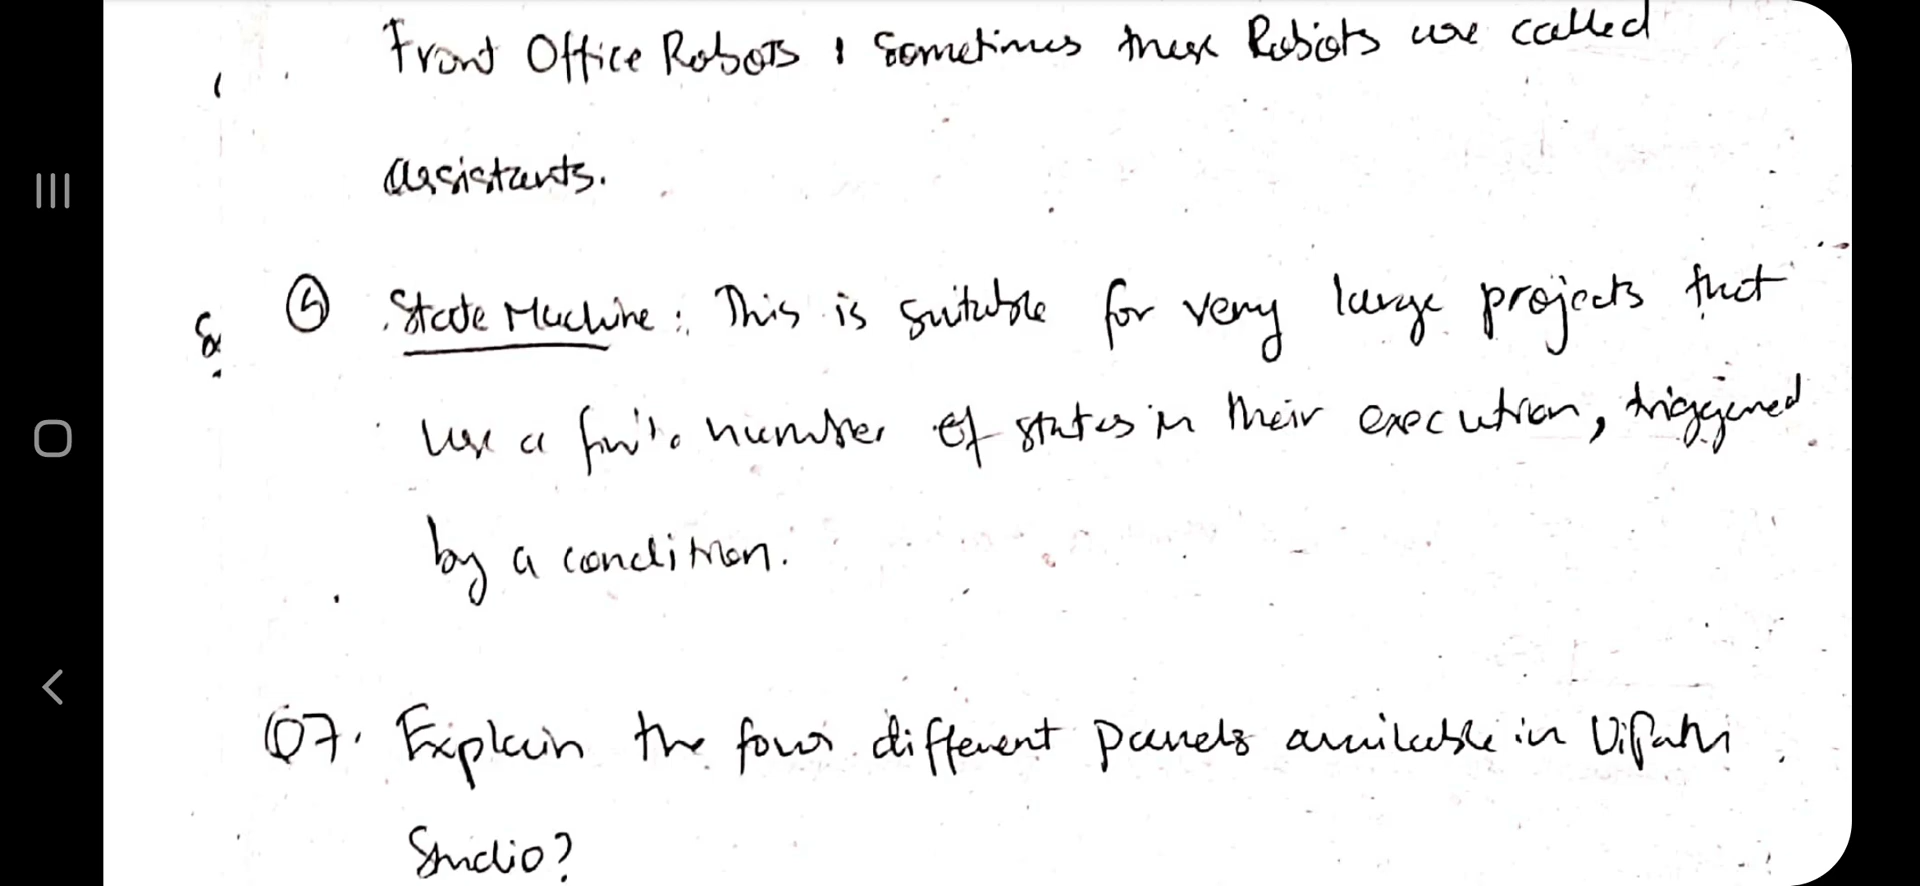 Front Office Robots , Sometimes these Robots are called
assistants.
④ State Machine : This is suitable for very large projects that
use a finite number of states in their execution, triggered
by a condition.
Q7. Explain the four different panels available in UiPath
Studio?